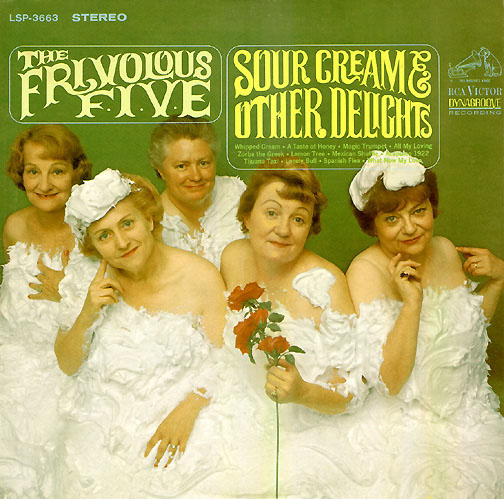 LSP-3663 STEREO
THE
FRIVOLOUS
F.I.V.E
SOUR CREAM &
OTHER DELIGHTS
Whipped Cream • A Taste of Honey • Magic Trumpet • All My Loving
Zorba the Greek • Lemon Tree • Mexican Shuffle • 1922
Tijuana Taxi • Lonely Bull • Spanish Flea • What Now My Love
RCA VICTOR
DYNAGROOVE
RECORDING